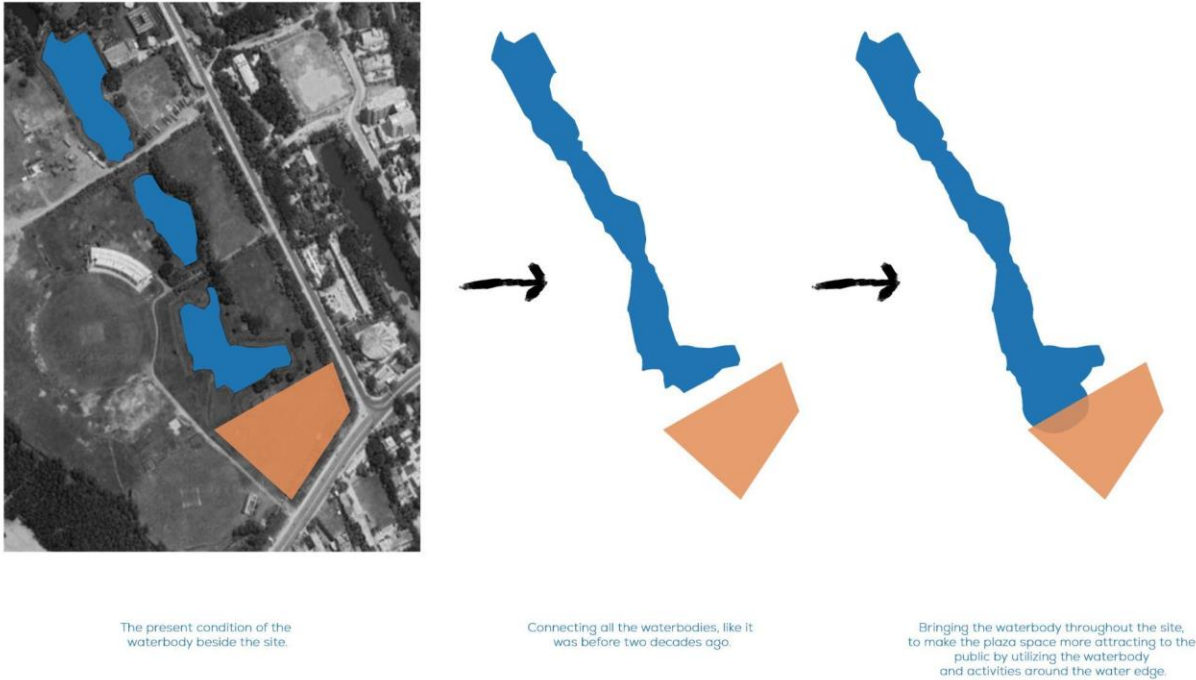 The present condition of the
waterbody beside the site.
Connecting all the waterbodies, like it
was before two decades ago.
Bringing the waterbody throughout the site,
to make the plaza space more attracting to the
public by utilizing the waterbody
and activities around the water edge.